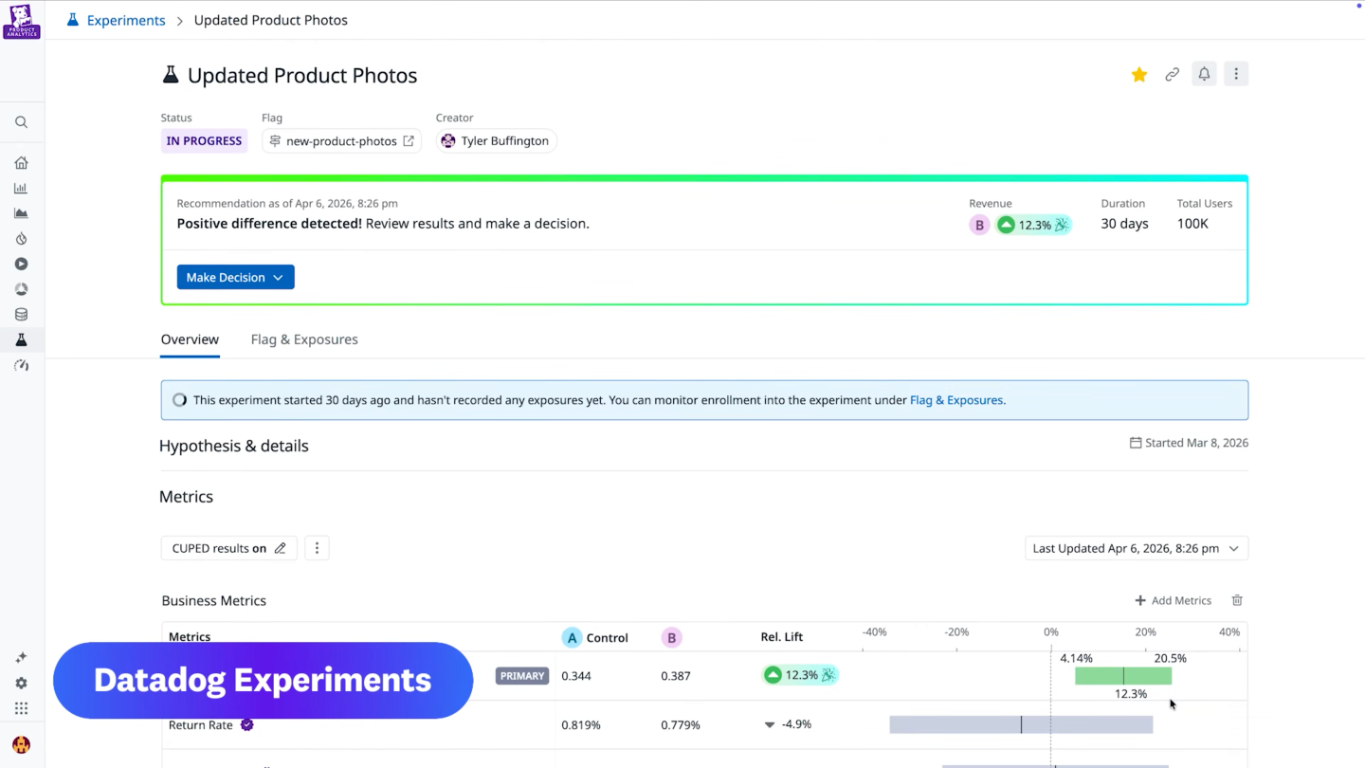 PRODUCT ANALYTICS
Experiments > Updated Product Photos
Updated Product Photos
Status Flag Creator
IN PROGRESS new-product-photos Tyler Buffington
Recommendation as of Apr 6, 2026, 8:26 pm
Positive difference detected! Review results and make a decision.
Revenue Duration Total Users
B 12.3% 30 days 100K
Make Decision
Overview Flag & Exposures
This experiment started 30 days ago and hasn't recorded any exposures yet. You can monitor enrollment into the experiment under Flag & Exposures.
Hypothesis & details Started Mar 8, 2026
Metrics
CUPED results on Last Updated Apr 6, 2026, 8:26 pm
Business Metrics + Add Metrics
Metrics A Control B Rel. Lift -40% -20% 0% 20% 40%
4.14% 20.5%
PRIMARY 0.344 0.387 12.3%
12.3%
Datadog Experiments
Return Rate 0.819% 0.779% -4.9%